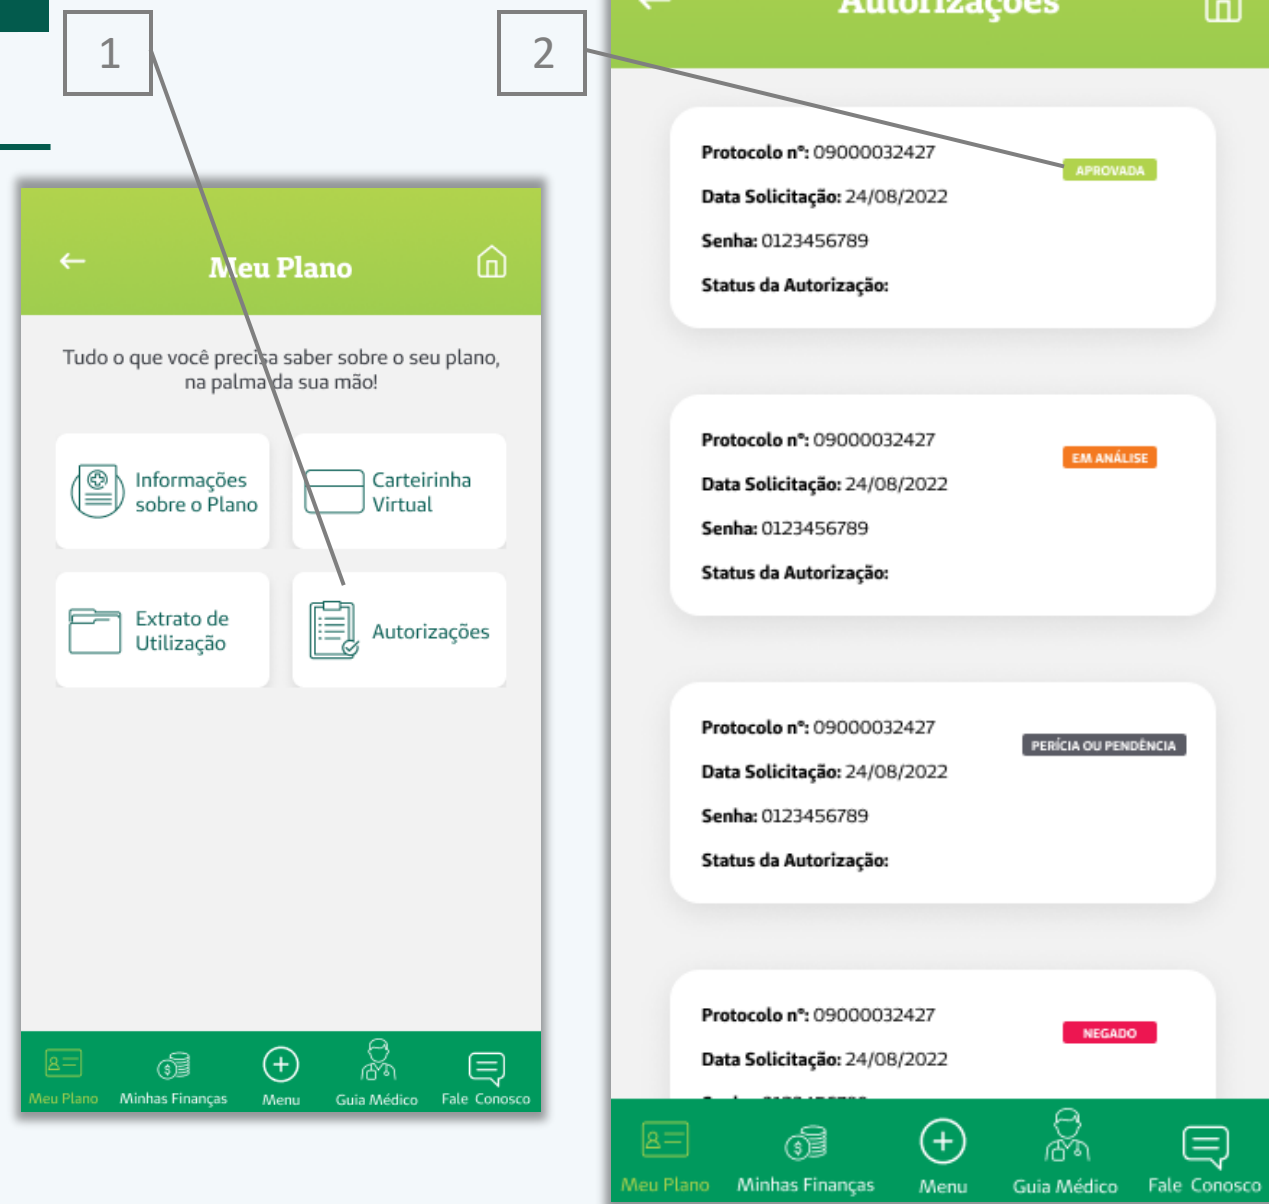 1
Meu Plano
Tudo o que você precisa saber sobre o seu plano,
na palma da sua mão!
Informações
sobre o Plano
Carteirinha
Virtual
Extrato de
Utilização
Autorizações
Meu Plano
Minhas Finanças
Menu
Guia Médico
Fale Conosco
2
Autorizações
Protocolo nº: 09000032427
APROVADA
Data Solicitação: 24/08/2022
Senha: 0123456789
Status da Autorização:
Protocolo nº: 09000032427
EM ANÁLISE
Data Solicitação: 24/08/2022
Senha: 0123456789
Status da Autorização:
Protocolo nº: 09000032427
PERÍCIA OU PENDÊNCIA
Data Solicitação: 24/08/2022
Senha: 0123456789
Status da Autorização:
Protocolo nº: 09000032427
NEGADO
Data Solicitação: 24/08/2022
Meu Plano
Minhas Finanças
Menu
Guia Médico
Fale Conosco